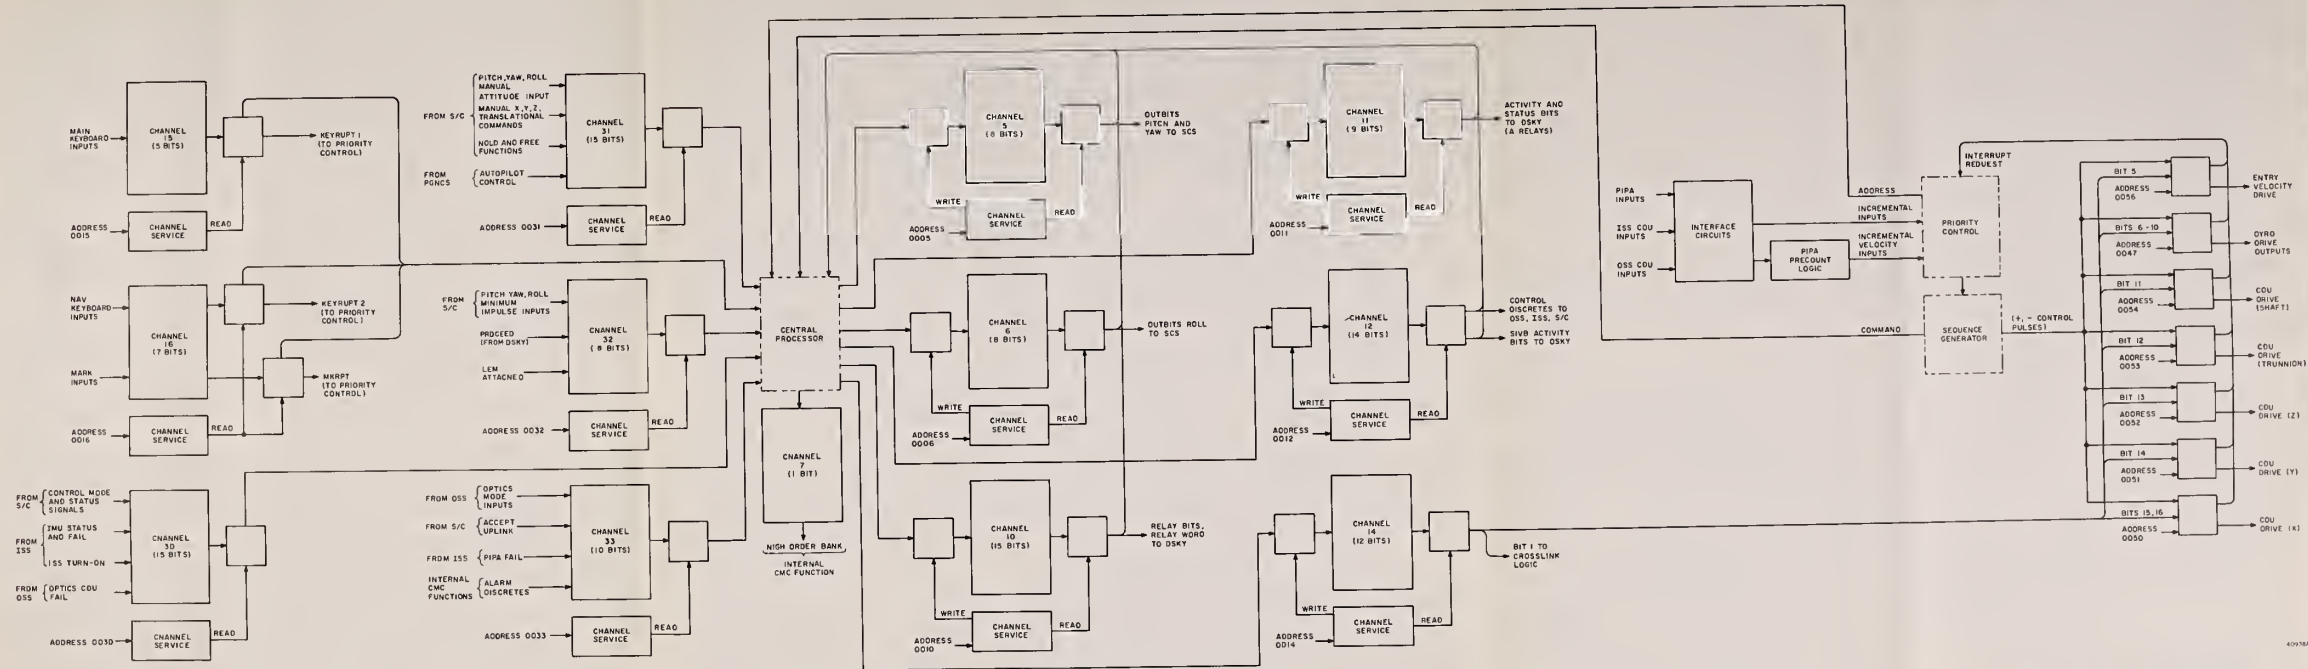 MAIN
KEYBOARD
INPUTS
CHANNEL
15
(5 BITS)
KEYRUPT 1
(TO PRIORITY
CONTROL)
ADDRESS
0015
CHANNEL
SERVICE
READ
NAV
KEYBOARD
INPUTS
MARK
INPUTS
CHANNEL
16
(7 BITS)
KEYRUPT 2
(TO PRIORITY
CONTROL)
MKRPT
(TO PRIORITY
CONTROL)
ADDRESS
0016
CHANNEL
SERVICE
READ
FROM
S/C
CONTROL MODE
AND STATUS
SIGNALS
FROM
ISS
IMU STATUS
AND FAIL
ISS TURN-ON
FROM
OSS
OPTICS CDU
FAIL
CHANNEL
30
(15 BITS)
ADDRESS 0030
CHANNEL
SERVICE
READ
FROM S/C
PITCH, YAW, ROLL
MANUAL
ATTITUDE INPUT
MANUAL X, Y, Z,
TRANSLATIONAL
COMMANDS
HOLD AND FREE
FUNCTIONS
FROM
PGNCS
AUTOPILOT
CONTROL
CHANNEL
31
(15 BITS)
ADDRESS 0031
CHANNEL
SERVICE
READ
FROM
S/C
PITCH YAW, ROLL
MINIMUM
IMPULSE INPUTS
PROCEED
(FROM DSKY)
LEM
ATTACHED
CHANNEL
32
(8 BITS)
ADDRESS 0032
CHANNEL
SERVICE
READ
FROM OSS
OPTICS
MODE
INPUTS
FROM S/C
ACCEPT
UPLINK
FROM ISS
PIPA FAIL
INTERNAL
CMC
FUNCTIONS
ALARM
DISCRETES
CHANNEL
33
(10 BITS)
ADDRESS 0033
CHANNEL
SERVICE
READ
CENTRAL
PROCESSOR
CHANNEL
7
(1 BIT)
HIGH ORDER BANK
INTERNAL
CMC FUNCTION
CHANNEL
5
(8 BITS)
OUTBITS
PITCH AND
YAW TO SCS
WRITE
CHANNEL
SERVICE
READ
ADDRESS
0005
CHANNEL
6
(8 BITS)
OUTBITS ROLL
TO SCS
WRITE
CHANNEL
SERVICE
READ
ADDRESS
0006
CHANNEL
10
(15 BITS)
RELAY BITS,
RELAY WORD
TO DSKY
WRITE
CHANNEL
SERVICE
READ
ADDRESS
0010
CHANNEL
11
(9 BITS)
ACTIVITY AND
STATUS BITS
TO DSKY
(A RELAYS)
WRITE
CHANNEL
SERVICE
READ
ADDRESS
0011
CHANNEL
12
(14 BITS)
CONTROL
DISCRETES TO
OSS, ISS, S/C
SIVB ACTIVITY
BITS TO DSKY
WRITE
CHANNEL
SERVICE
READ
ADDRESS
0012
CHANNEL
14
(12 BITS)
BIT 1 TO
CROSSLINK
LOGIC
WRITE
CHANNEL
SERVICE
READ
ADDRESS
0014
PIPA
INPUTS
ISS CDU
INPUTS
OSS CDU
INPUTS
INTERFACE
CIRCUITS
PIPA
PRECOUNT
LOGIC
ADDRESS
INCREMENTAL
INPUTS
INCREMENTAL
VELOCITY
INPUTS
INTERRUPT
REQUEST
PRIORITY
CONTROL
COMMAND
SEQUENCE
GENERATOR
(+, - CONTROL
PULSES)
BIT 5
ADDRESS
0056
ENTRY
VELOCITY
DRIVE
BITS 6 - 10
ADDRESS
0047
GYRO
DRIVE
OUTPUTS
BIT 11
ADDRESS
0054
CDU
DRIVE
(SHAFT)
BIT 12
ADDRESS
0053
CDU
DRIVE
(TRUNNION)
BIT 13
ADDRESS
0052
CDU
DRIVE (Z)
BIT 14
ADDRESS
0051
CDU
DRIVE (Y)
BITS 15, 16
ADDRESS
0050
CDU
DRIVE (X)